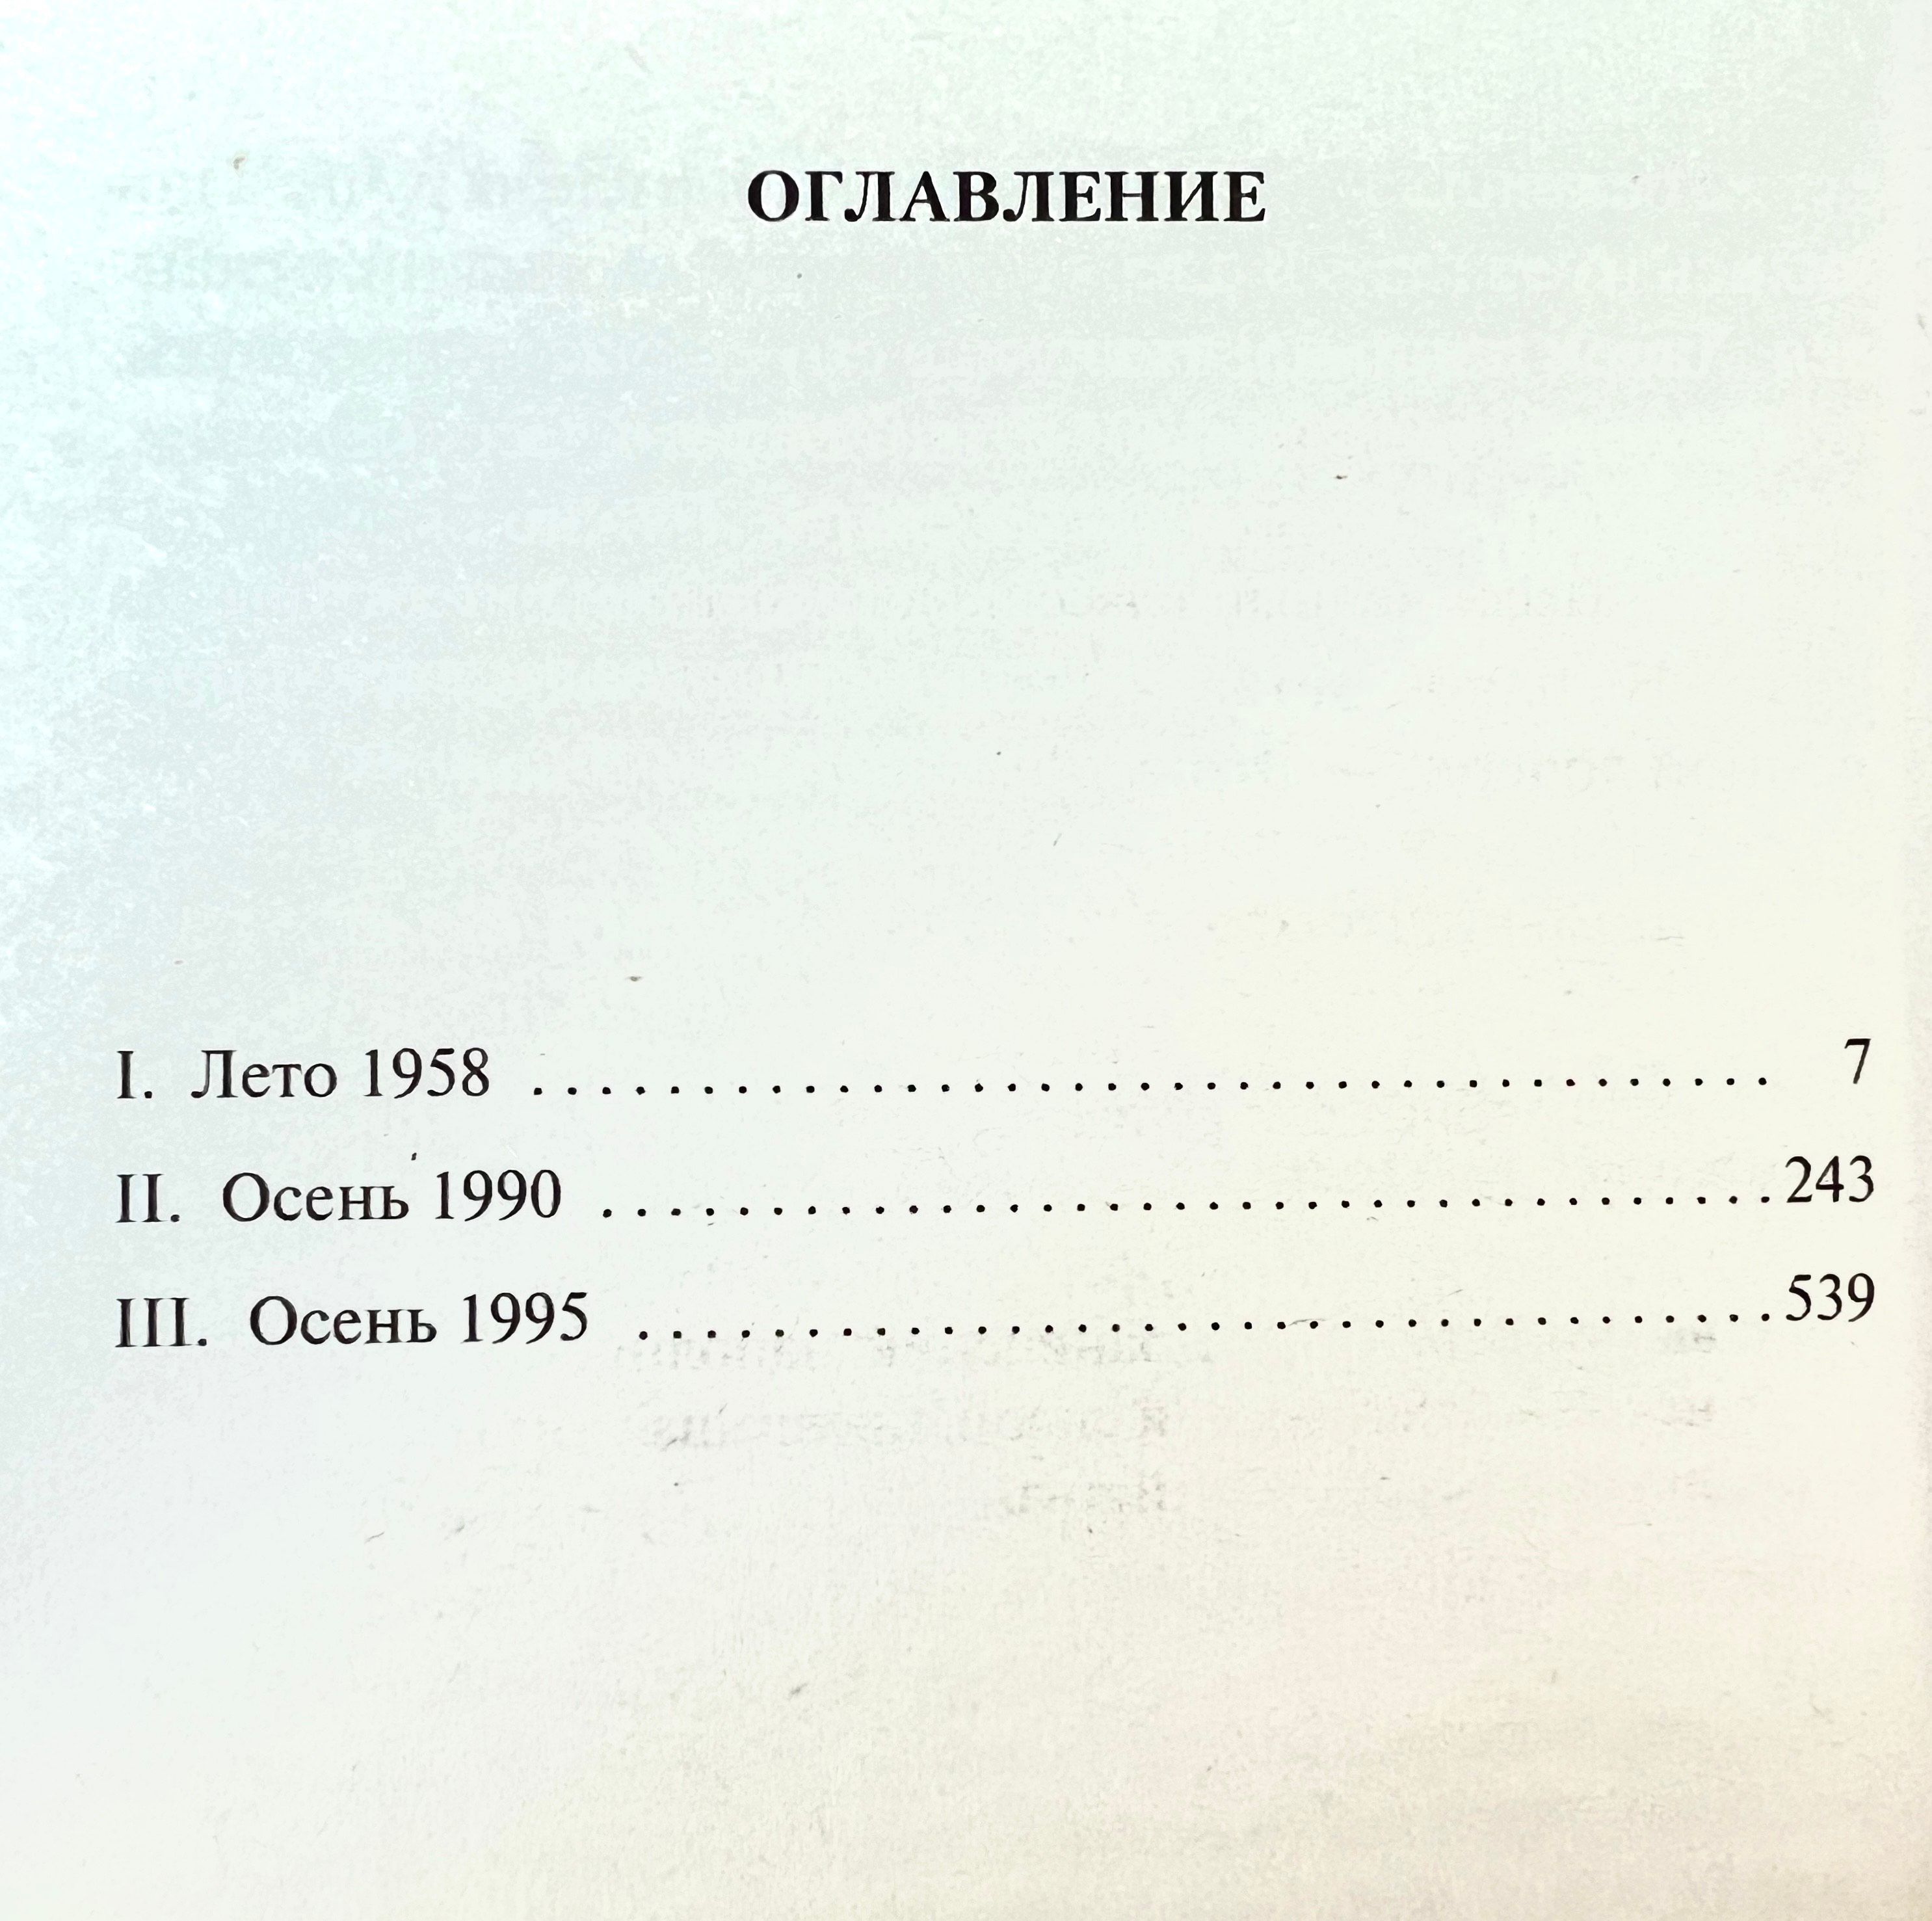 ОГЛАВЛЕНИЕ
I. Лето 1958 ..................................... 7
II. Осень 1990 ...................................243
III. Осень 1995 ..................................539